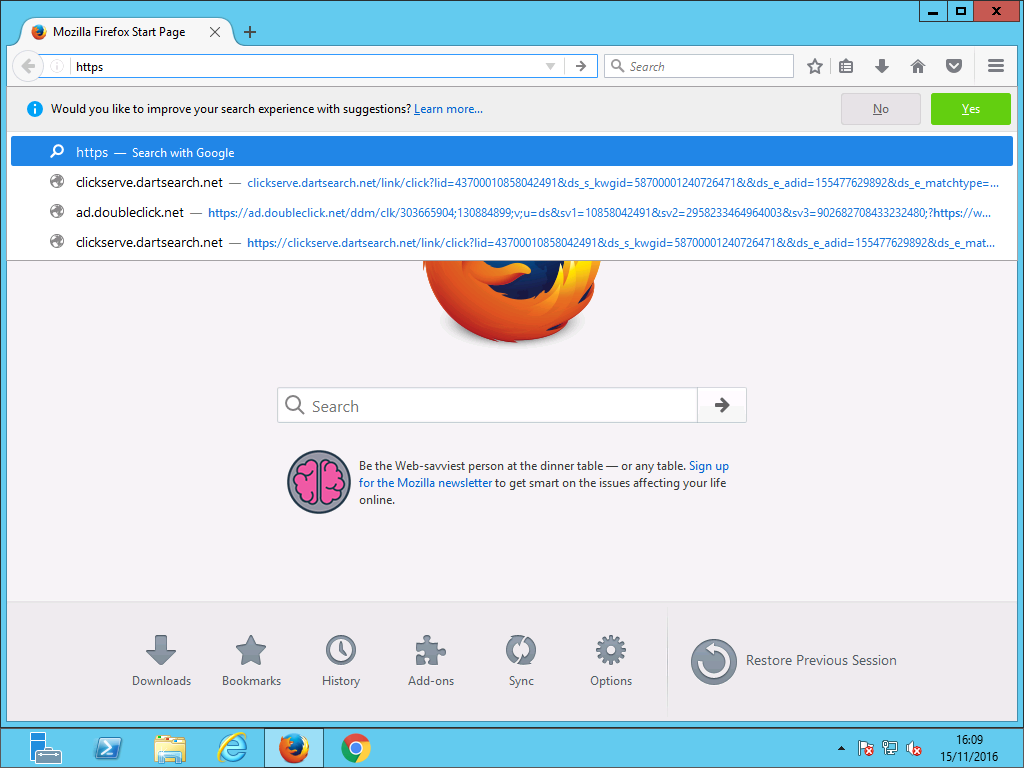 Mozilla Firefox Start Page
https
Search
Would you like to improve your search experience with suggestions? Learn more...
No
Yes
https — Search with Google
clickserve.dartsearch.net — clickserve.dartsearch.net/link/click?lid=43700010858042491&ds_s_kwgid=58700001240726471&&ds_e_adid=155477629892&ds_e_matchtype=...
ad.doubleclick.net — https://ad.doubleclick.net/ddm/clk/303665904;130884899;v;u=ds&sv1=10858042491&sv2=2958233464964003&sv3=902682708433232480;?https://w...
clickserve.dartsearch.net — https://clickserve.dartsearch.net/link/click?lid=43700010858042491&ds_s_kwgid=58700001240726471&&ds_e_adid=155477629892&ds_e_mat...
Search
Be the Web-savviest person at the dinner table — or any table. Sign up
for the Mozilla newsletter to get smart on the issues affecting your life
online.
Downloads
Bookmarks
History
Add-ons
Sync
Options
Restore Previous Session
16:09
15/11/2016